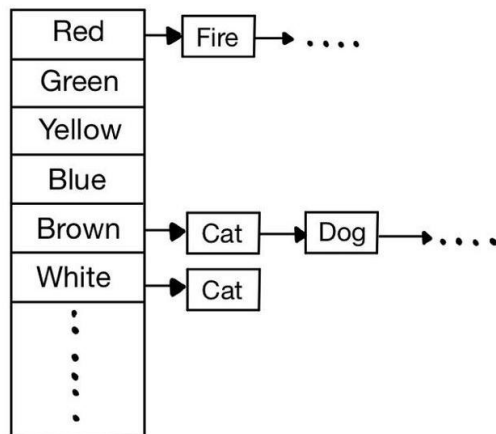 Red Fire
Green
Yellow
Blue
Brown Cat Dog
White Cat